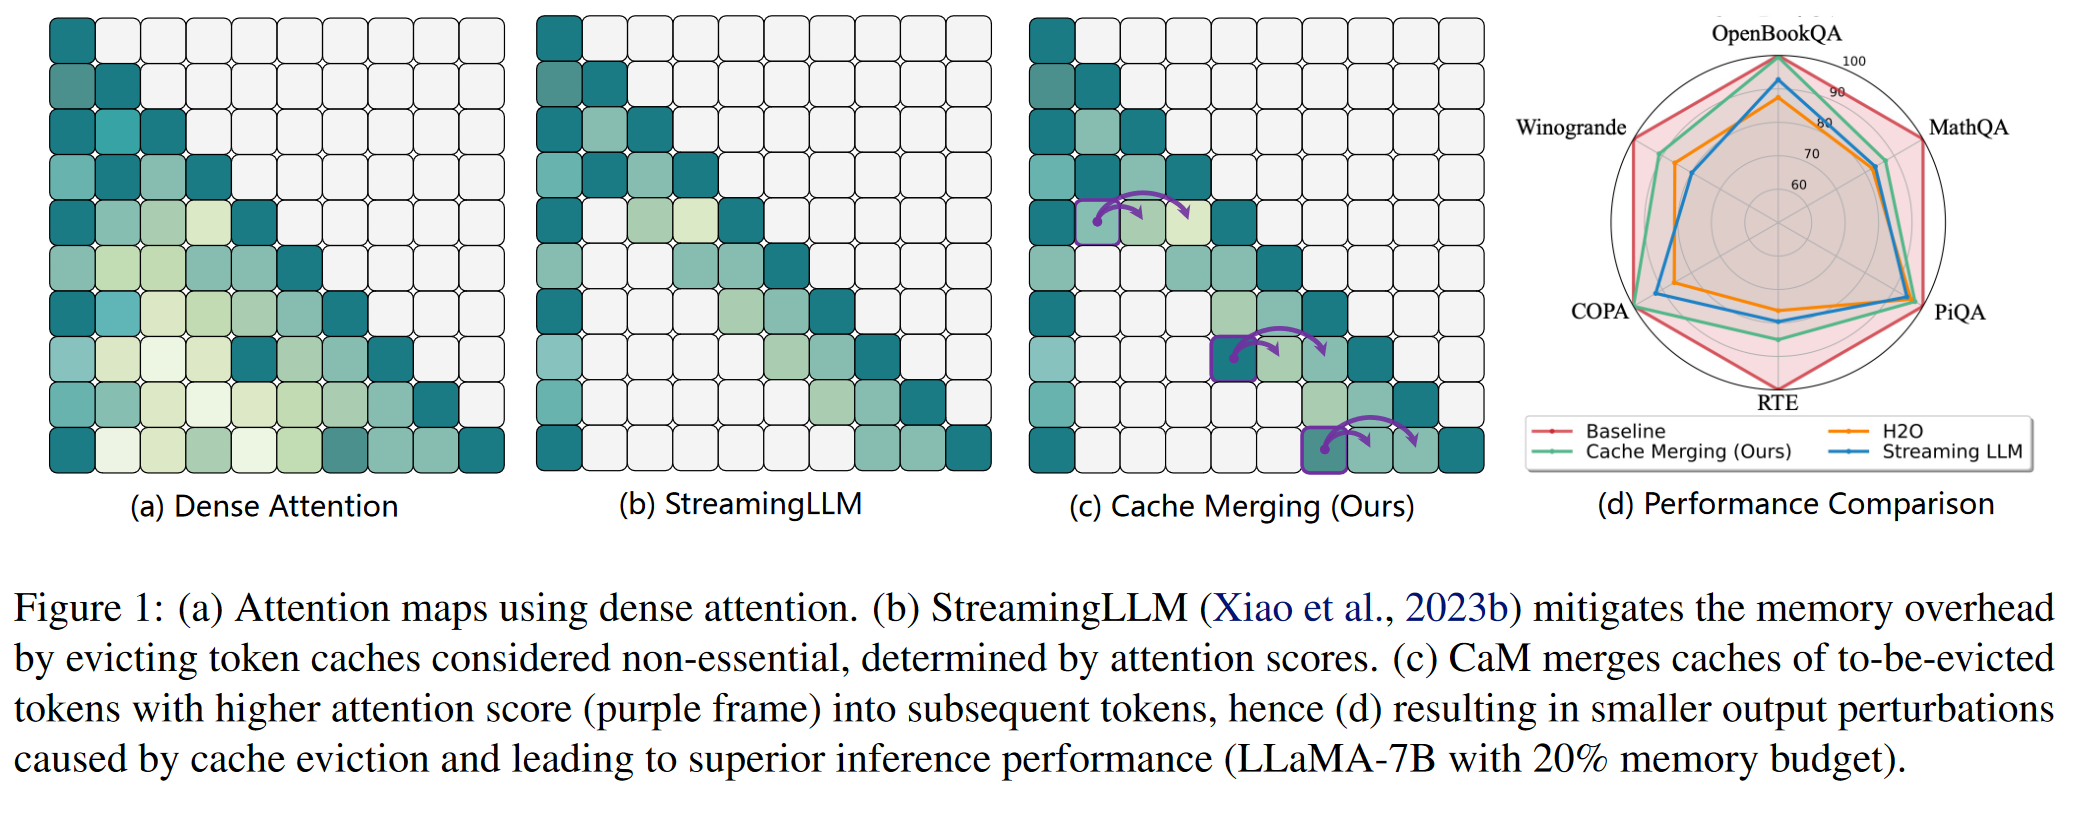 OpenBookQA
100
90
Winogrande
80
MathQA
70
60
COPA
PiQA
RTE
Baseline
H2O
Cache Merging (Ours)
Streaming LLM
(a) Dense Attention
(b) StreamingLLM
(c) Cache Merging (Ours)
(d) Performance Comparison
Figure 1: (a) Attention maps using dense attention. (b) StreamingLLM (Xiao et al., 2023b) mitigates the memory overhead
by evicting token caches considered non-essential, determined by attention scores. (c) CaM merges caches of to-be-evicted
tokens with higher attention score (purple frame) into subsequent tokens, hence (d) resulting in smaller output perturbations
caused by cache eviction and leading to superior inference performance (LLaMA-7B with 20% memory budget).